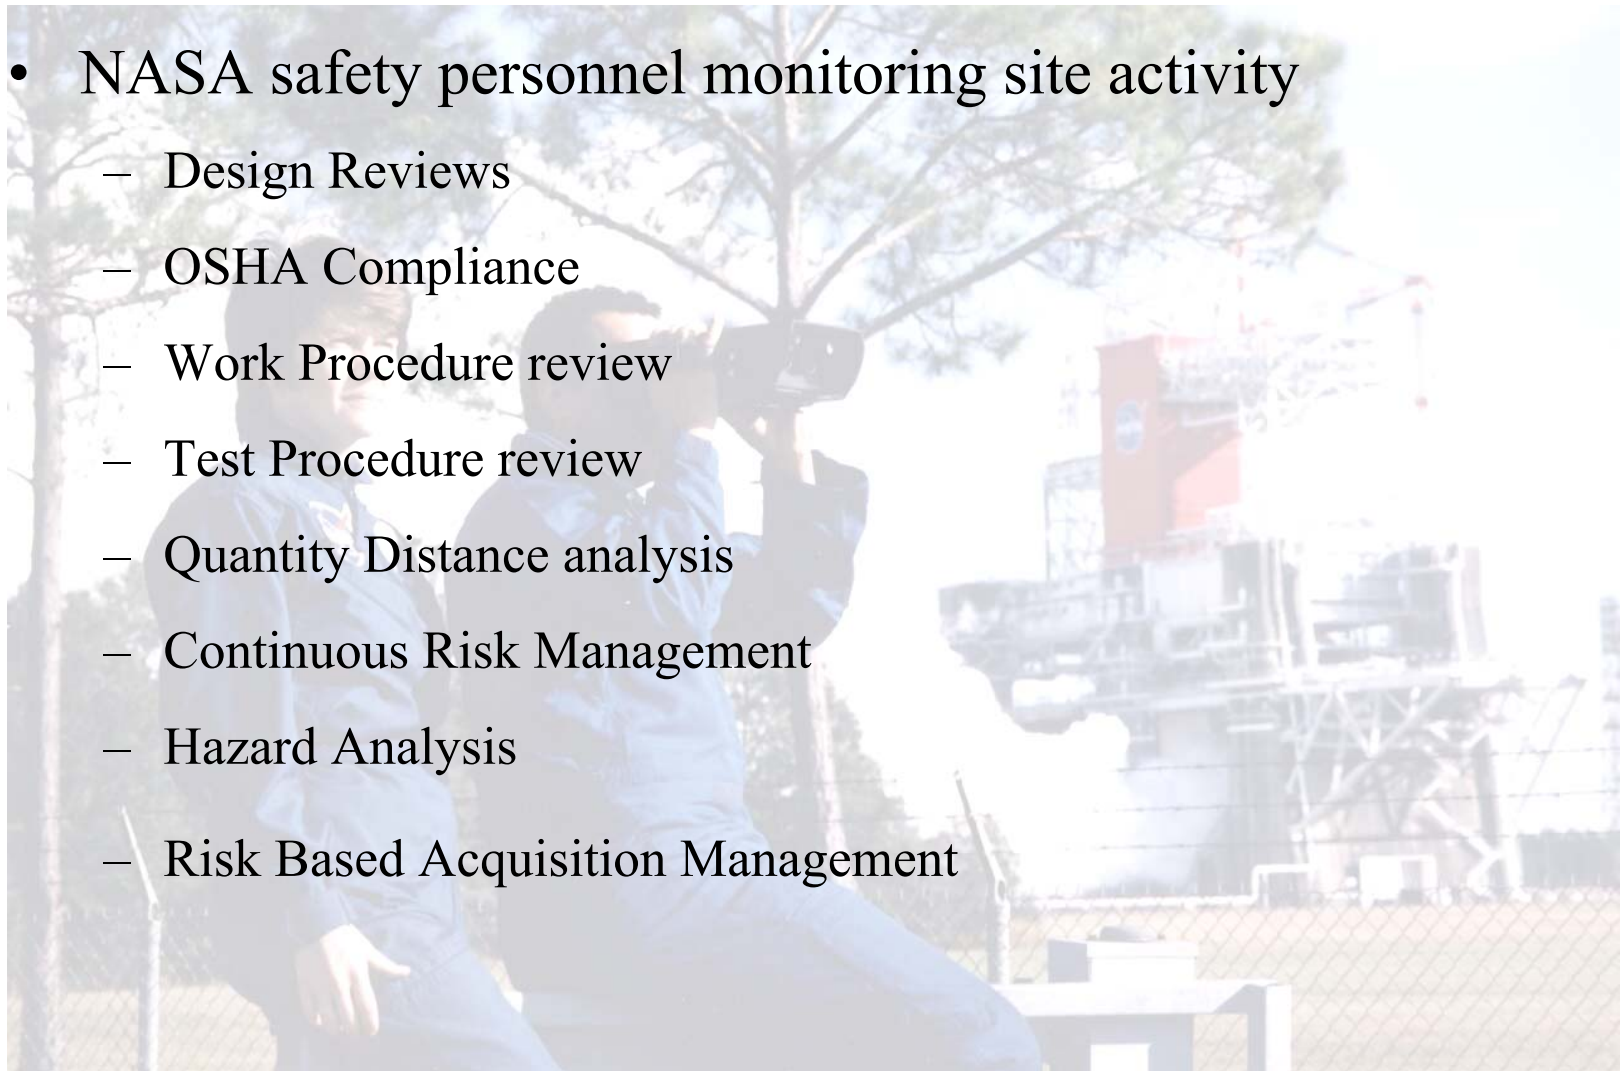 • NASA safety personnel monitoring site activity
– Design Reviews
– OSHA Compliance
– Work Procedure review
– Test Procedure review
– Quantity Distance analysis
– Continuous Risk Management
– Hazard Analysis
– Risk Based Acquisition Management